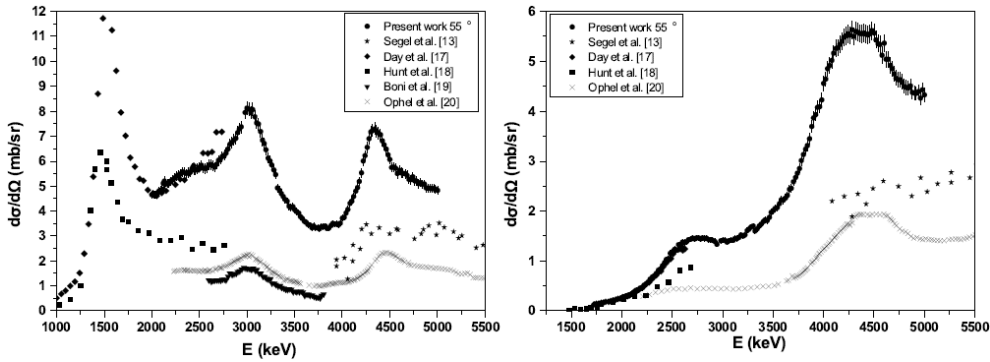 12
11
10
9
8
7
6
5
4
3
2
1
0
dσ/dΩ (mb/sr)
Present work 55 °
Segel et al. [13]
Day et al. [17]
Hunt et al. [18]
Boni et al. [19]
Ophel et al. [20]
1000 1500 2000 2500 3000 3500 4000 4500 5000 5500
E (keV)
6
5
4
3
2
1
0
dσ/dΩ (mb/sr)
Present work 55 °
Segel et al. [13]
Day et al. [17]
Hunt et al. [18]
Ophel et al. [20]
1500 2000 2500 3000 3500 4000 4500 5000 5500
E (keV)